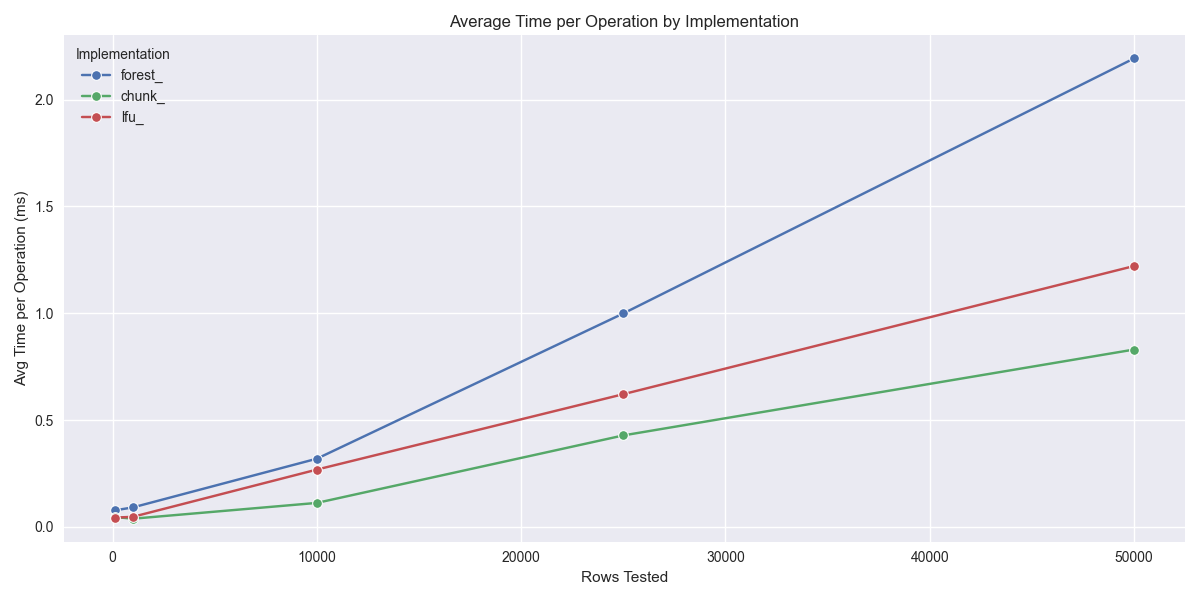 Average Time per Operation by Implementation
Implementation
forest_
chunk_
lfu_
Avg Time per Operation (ms)
2.0
1.5
1.0
0.5
0.0
0
10000
20000
30000
40000
50000
Rows Tested